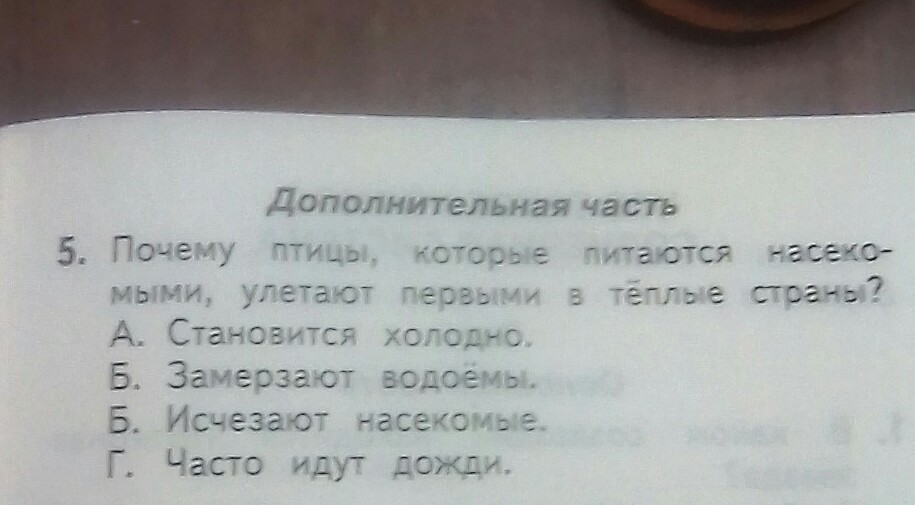 Дополнительная часть
5. Почему птицы, которые питаются насеко-
мыми, улетают первыми в тёплые страны?
А. Становится холодно.
Б. Замерзают водоёмы.
Б. Исчезают насекомые.
Г. Часто идут дожди.